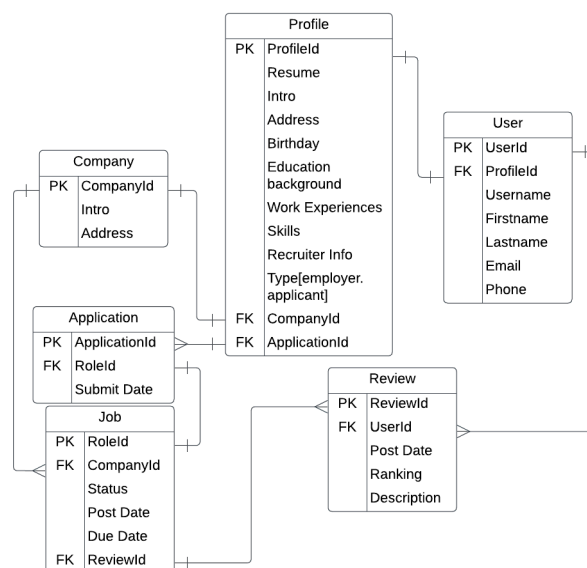 Profile
PK ProfileId
Resume
Intro
Address
Birthday
Education
background
Work Experiences
Skills
Recruiter Info
Type[employer.
applicant]
FK CompanyId
FK ApplicationId
User
PK UserId
FK ProfileId
Username
Firstname
Lastname
Email
Phone
Company
PK CompanyId
Intro
Address
Application
PK ApplicationId
FK RoleId
Submit Date
Job
PK RoleId
FK CompanyId
Status
Post Date
Due Date
FK ReviewId
Review
PK ReviewId
FK UserId
Post Date
Ranking
Description